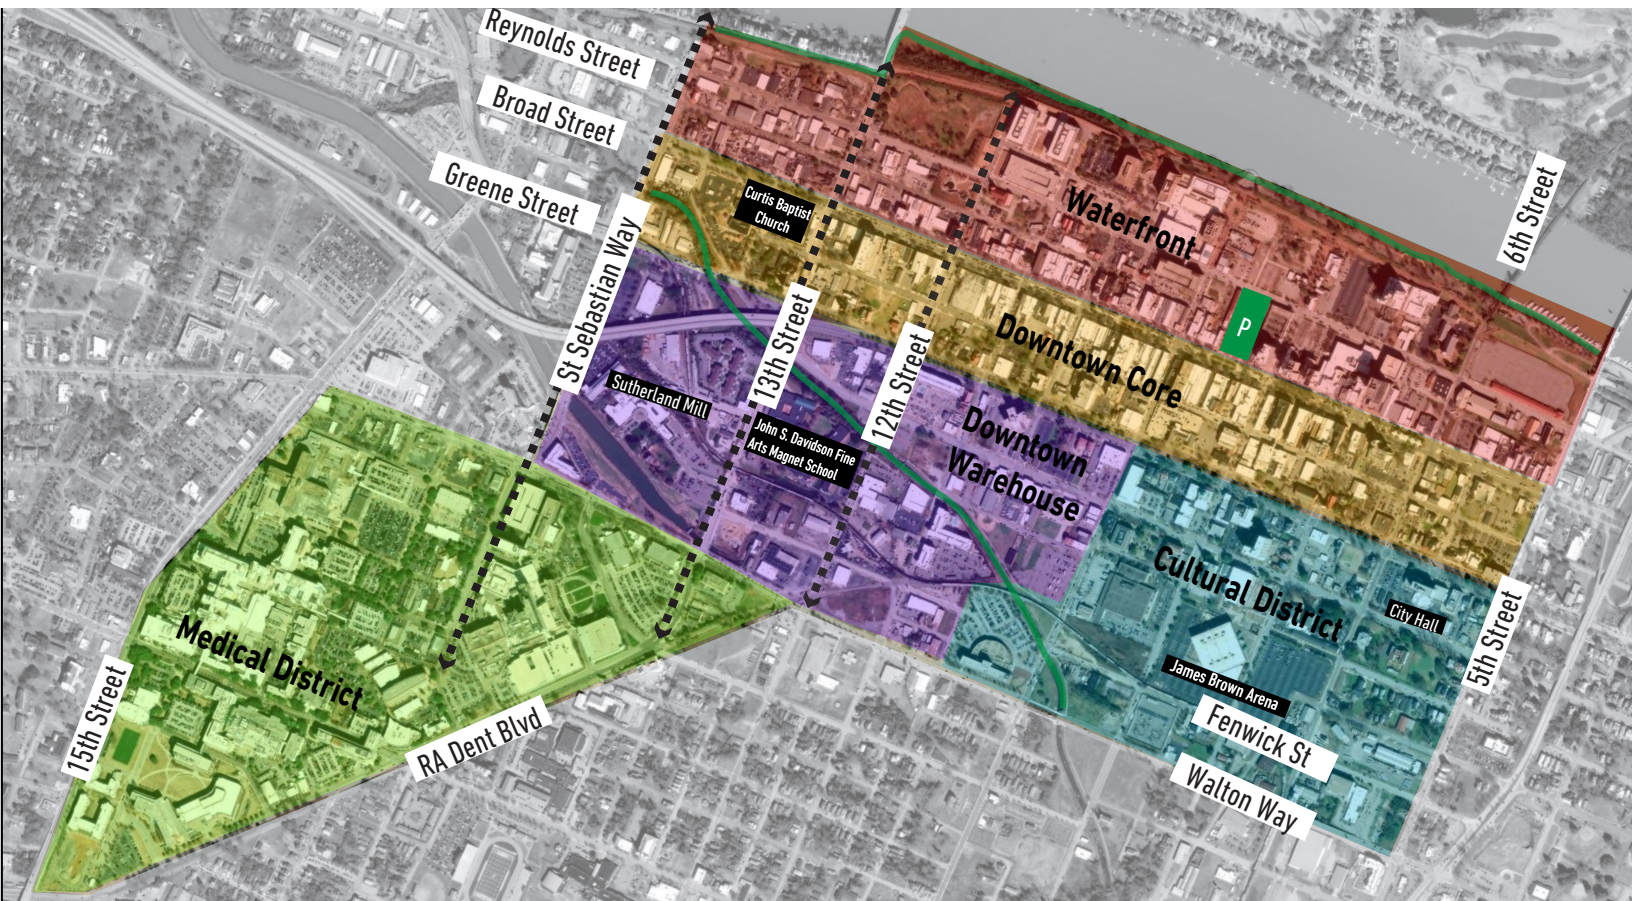 Reynolds Street
Broad Street
Greene Street
St Sebastian Way
13th Street
12th Street
6th Street
5th Street
15th Street
RA Dent Blvd
Fenwick St
Walton Way
Waterfront
P
Downtown Core
Downtown
Warehouse
Cultural District
Medical District
Curtis Baptist
Church
Sutherland Mill
John S. Davidson Fine
Arts Magnet School
City Hall
James Brown Arena